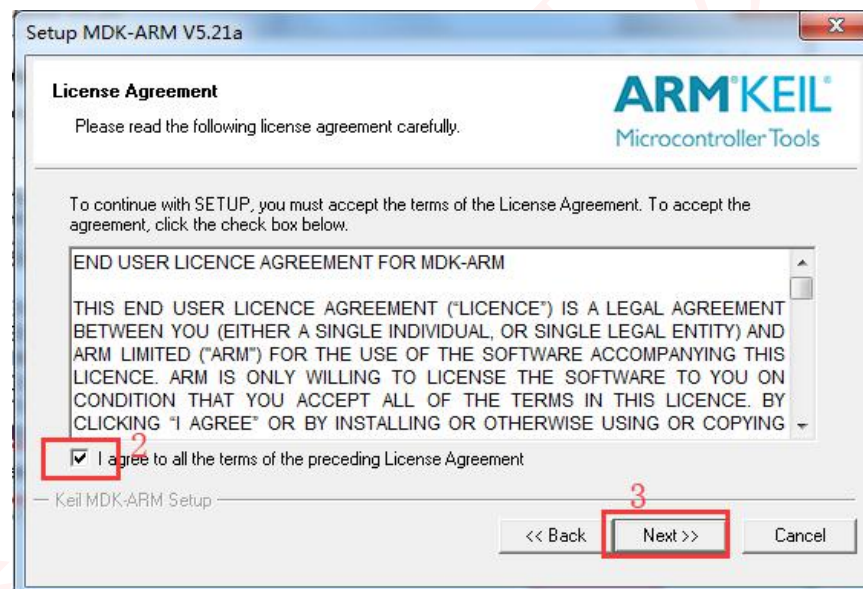 Setup MDK-ARM V5.21a
License Agreement
Please read the following license agreement carefully.
ARM®KEIL®
Microcontroller Tools
To continue with SETUP, you must accept the terms of the License Agreement. To accept the
agreement, click the check box below.
END USER LICENCE AGREEMENT FOR MDK-ARM
THIS END USER LICENCE AGREEMENT (“LICENCE”) IS A LEGAL AGREEMENT
BETWEEN YOU (EITHER A SINGLE INDIVIDUAL, OR SINGLE LEGAL ENTITY) AND
ARM LIMITED ("ARM") FOR THE USE OF THE SOFTWARE ACCOMPANYING THIS
LICENCE. ARM IS ONLY WILLING TO LICENSE THE SOFTWARE TO YOU ON
CONDITION THAT YOU ACCEPT ALL OF THE TERMS IN THIS LICENCE. BY
CLICKING “I AGREE” OR BY INSTALLING OR OTHERWISE USING OR COPYING
2
I agree to all the terms of the preceding License Agreement
Keil MDK-ARM Setup
3
<< Back Next >> Cancel